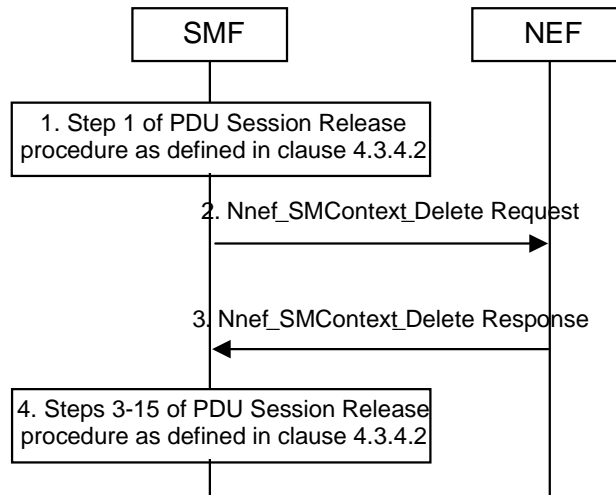 SMF
NEF
1. Step 1 of PDU Session Release
procedure as defined in clause 4.3.4.2
2. Nnef_SMContext_Delete Request
3. Nnef_SMContext_Delete Response
4. Steps 3-15 of PDU Session Release
procedure as defined in clause 4.3.4.2